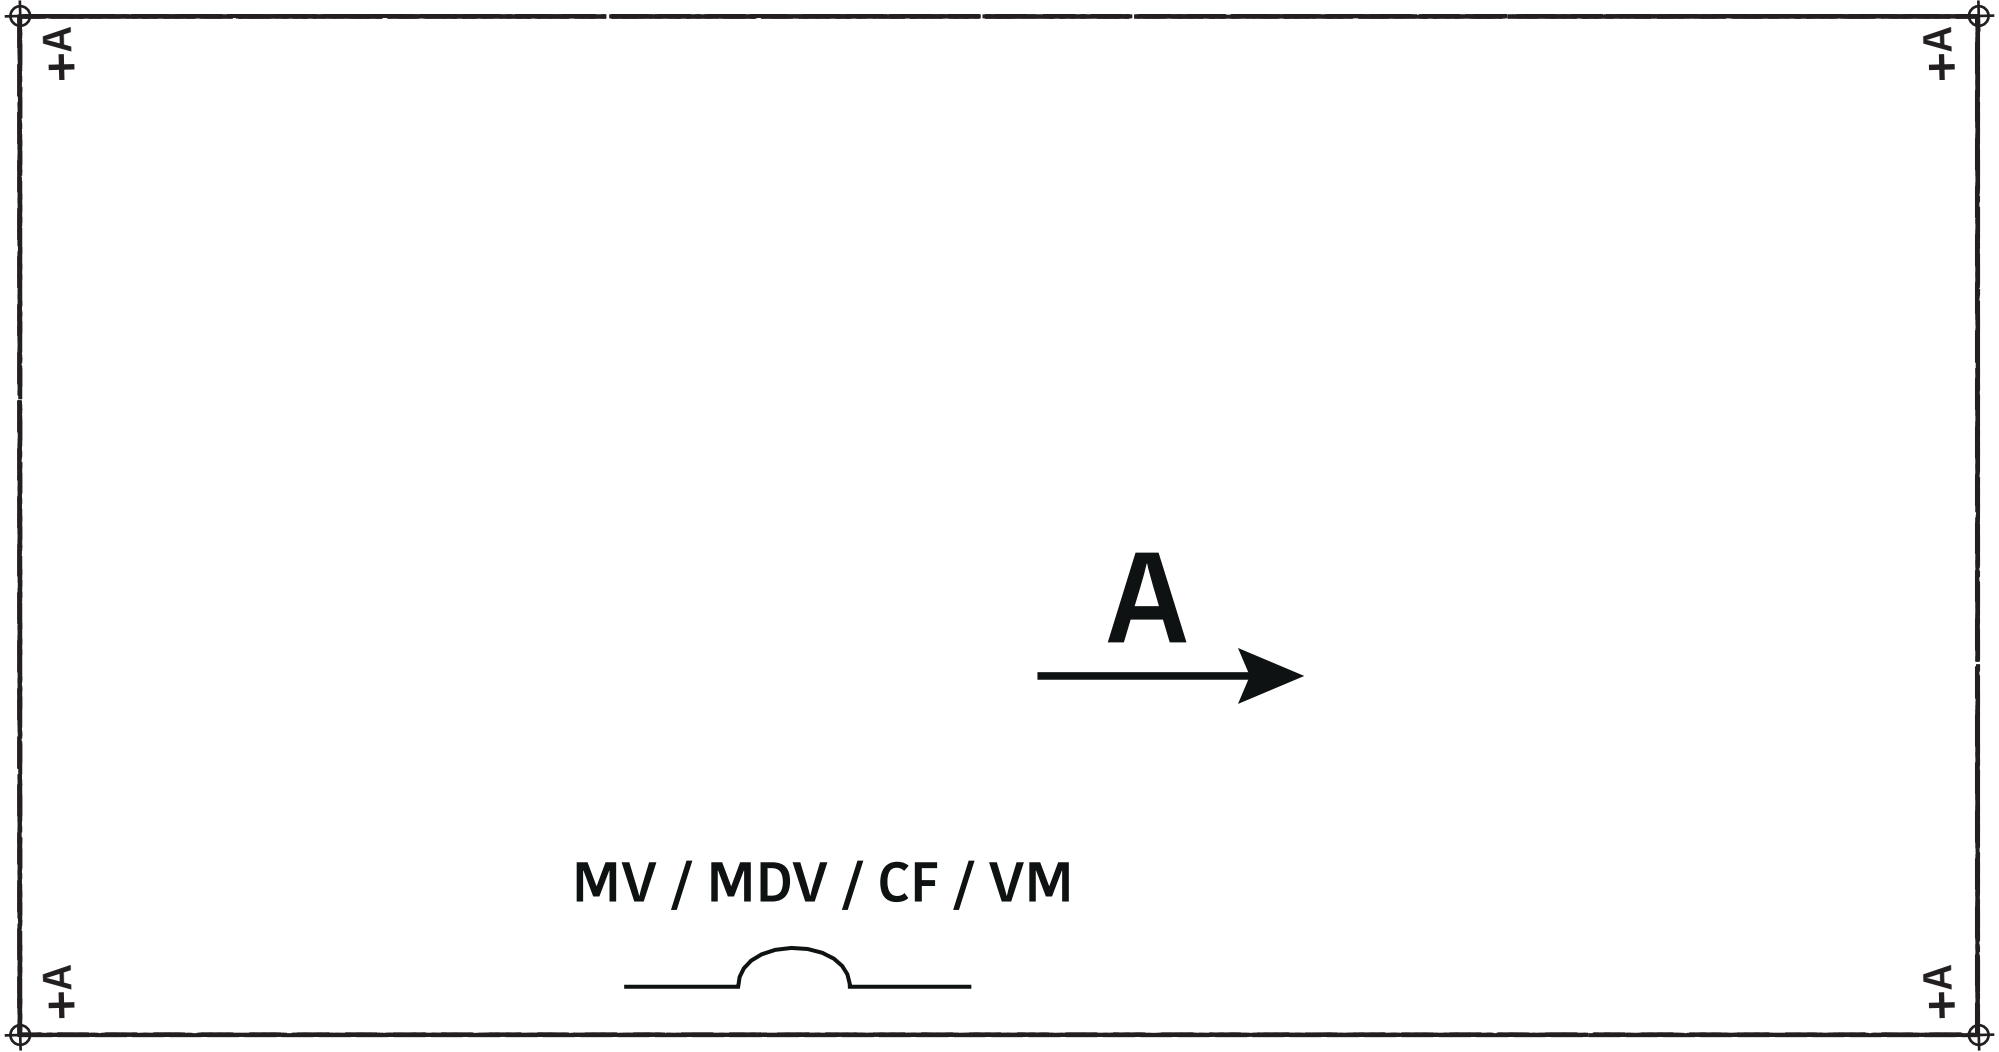 +A
+A
A
MV / MDV / CF / VM
+A
+A